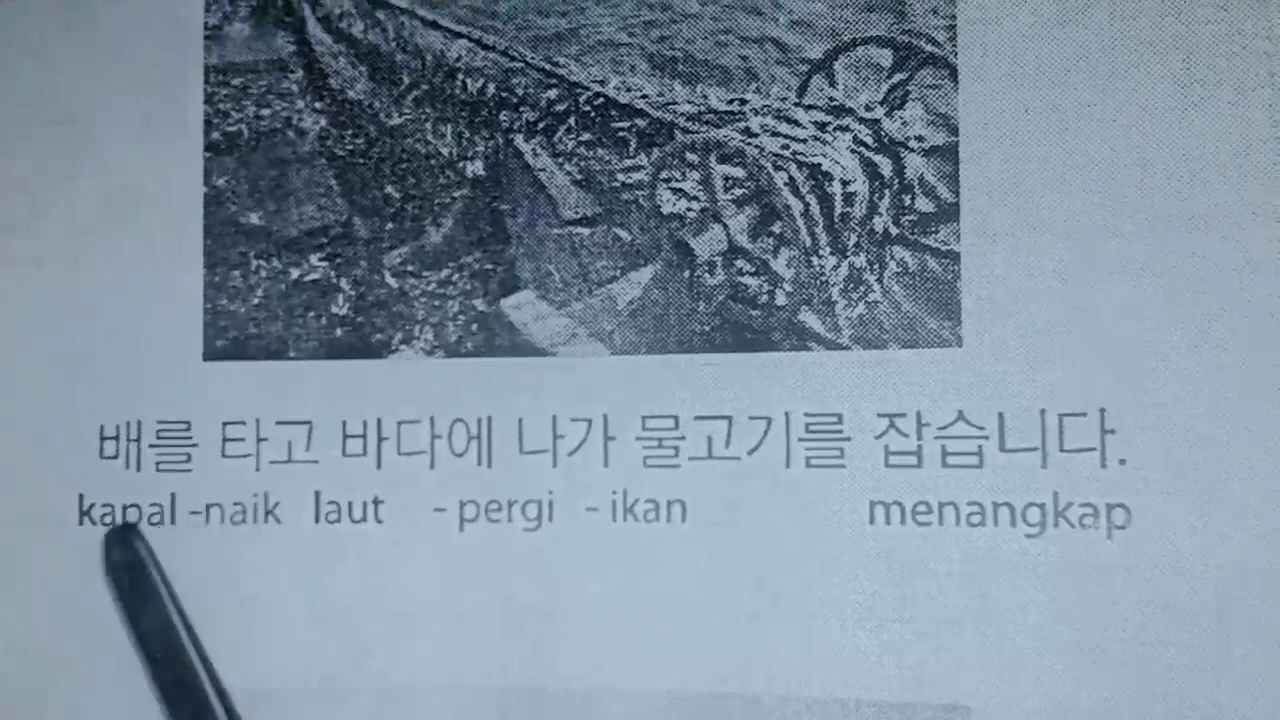 배를 타고 바다에 나가 물고기를 잡습니다.
kapal -naik laut - pergi - ikan menangkap